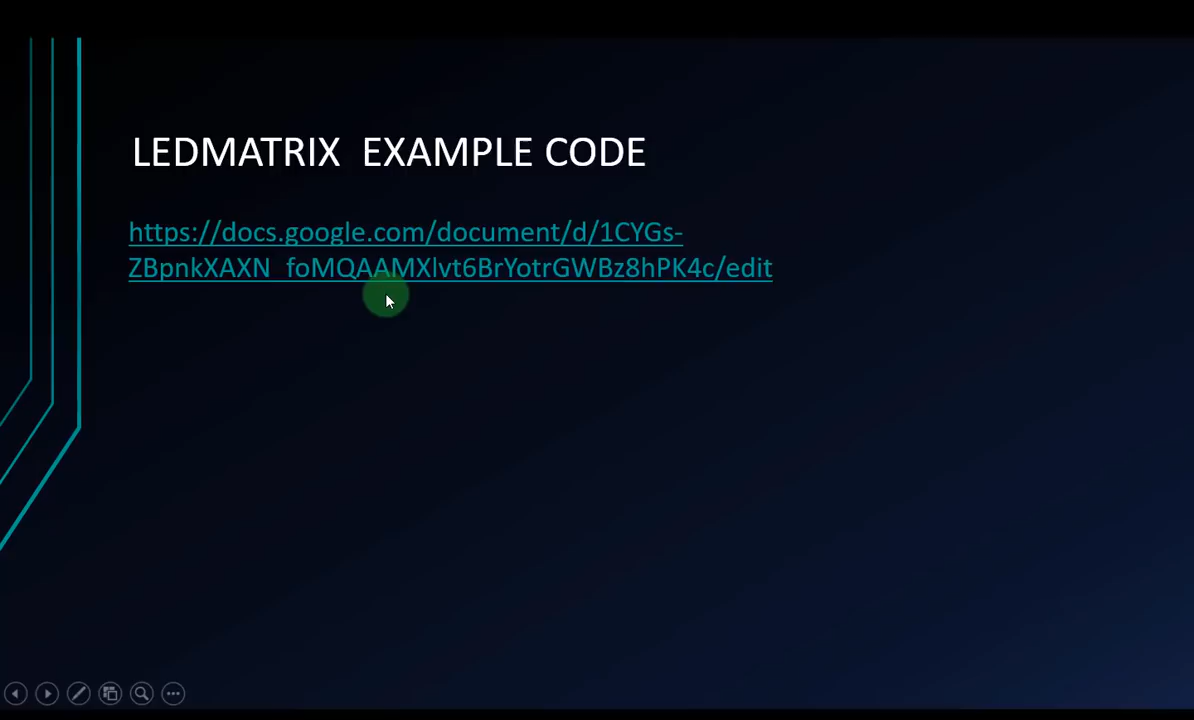 LEDMATRIX  EXAMPLE CODE
https://docs.google.com/document/d/1CYGs-
ZBpnkXAXN_foMQAAMXlvt6BrYotrGWBz8hPK4c/edit